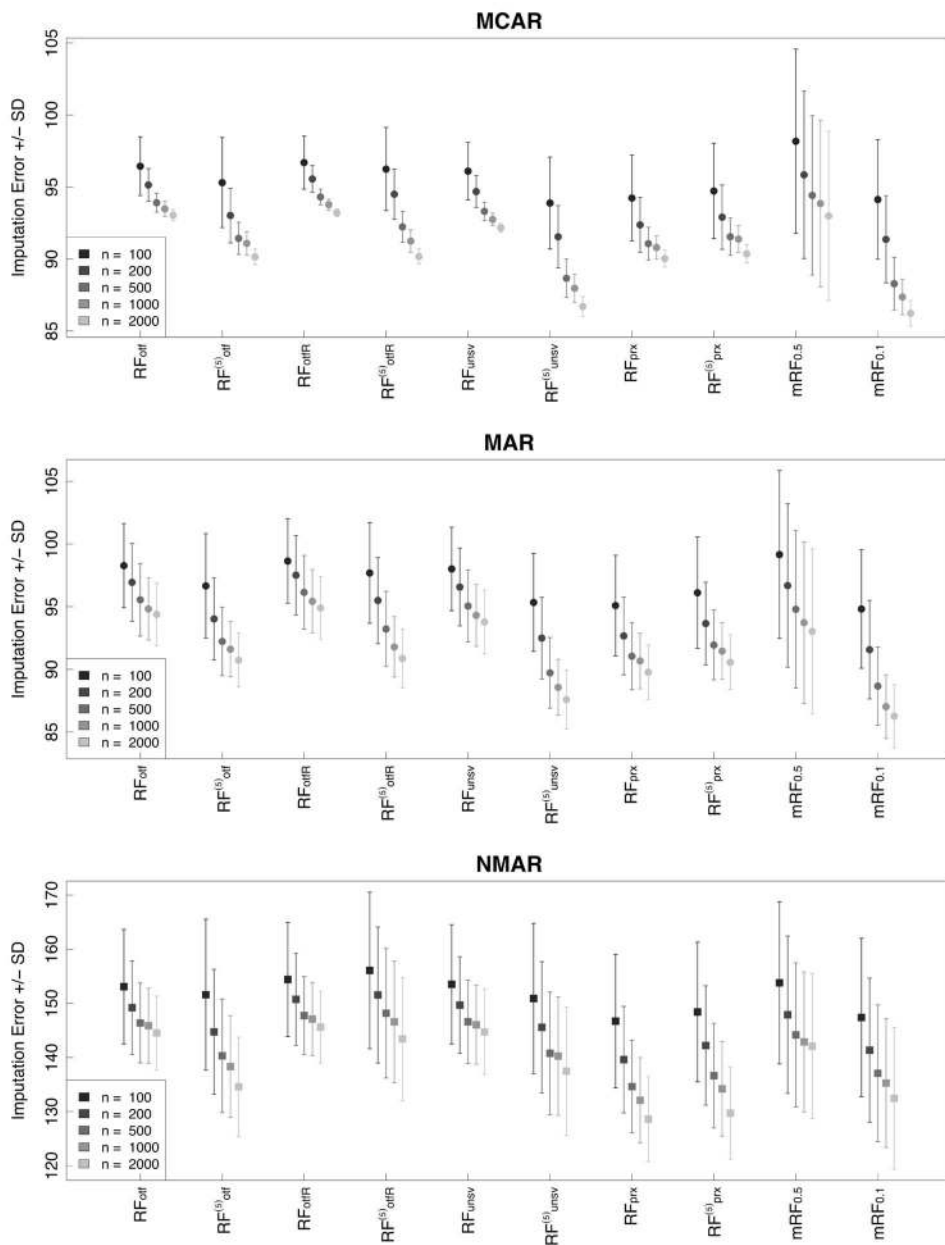 MCAR
Imputation Error +/- SD
105
100
95
90
85
n = 100
n = 200
n = 500
n = 1000
n = 2000
RFotf
RF(5)otf
RFotfR
RF(5)otfR
RFunsv
RF(5)unsv
RFprx
RF(5)prx
mRF0.5
mRF0.1
MAR
Imputation Error +/- SD
105
100
95
90
85
n = 100
n = 200
n = 500
n = 1000
n = 2000
RFotf
RF(5)otf
RFotfR
RF(5)otfR
RFunsv
RF(5)unsv
RFprx
RF(5)prx
mRF0.5
mRF0.1
NMAR
Imputation Error +/- SD
170
160
150
140
130
120
n = 100
n = 200
n = 500
n = 1000
n = 2000
RFotf
RF(5)otf
RFotfR
RF(5)otfR
RFunsv
RF(5)unsv
RFprx
RF(5)prx
mRF0.5
mRF0.1